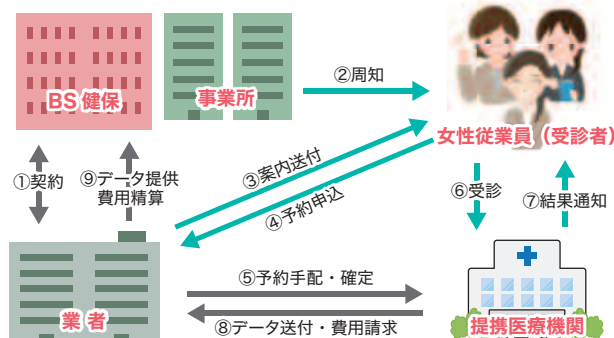 BS 健保
事業所
②周知
女性従業員（受診者）
①契約
⑨データ提供
費用精算
③案内送付
④予約申込
⑥受診
⑦結果通知
業 者
⑤予約手配・確定
⑧データ送付・費用請求
提携医療機関